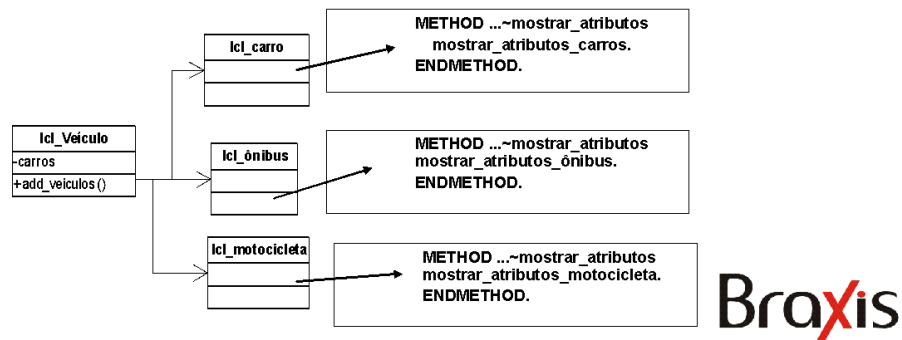 lcl_Veículo
-carros
+add_veiculos()
lcl_carro
METHOD ...~mostrar_atributos
mostrar_atributos_carros.
ENDMETHOD.
lcl_ônibus
METHOD ...~mostrar_atributos
mostrar_atributos_ônibus.
ENDMETHOD.
lcl_motocicleta
METHOD ...~mostrar_atributos
mostrar_atributos_motocicleta.
ENDMETHOD.
Braxis